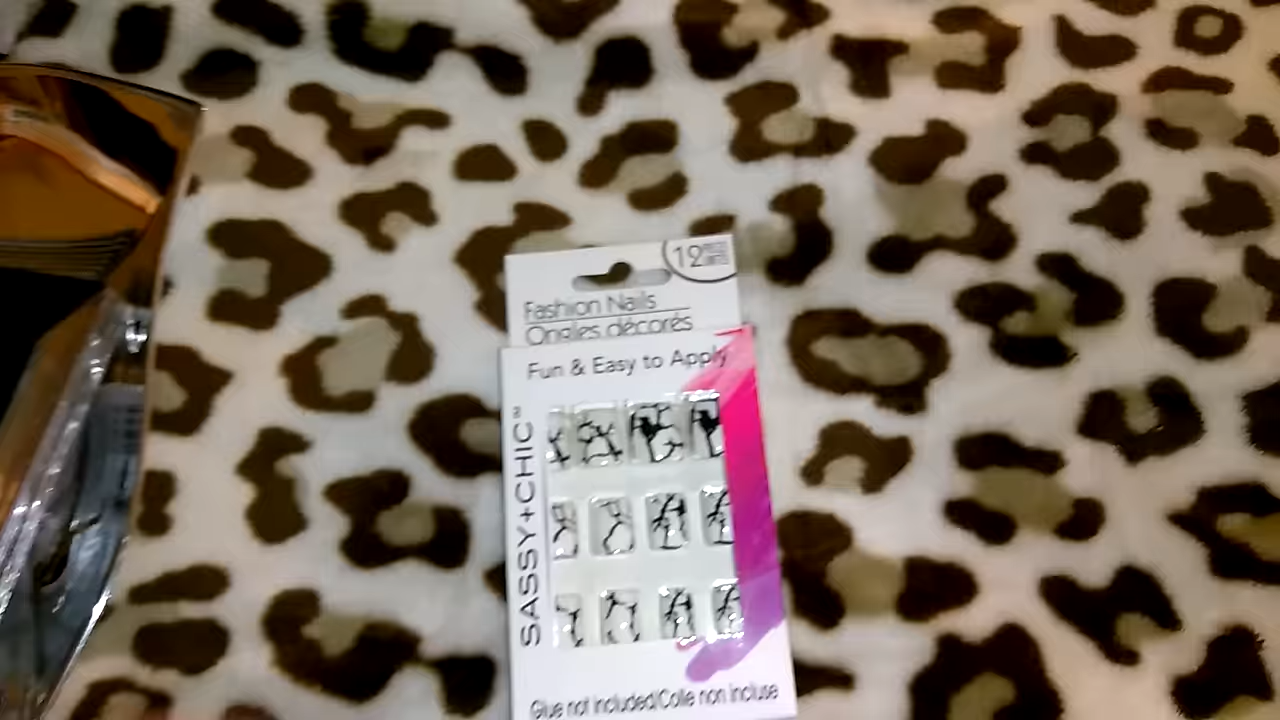 12
Fashion Nails
Ongles décorés
Fun & Easy to Apply
SASSY+CHIC
Glue not included/Colle non incluse